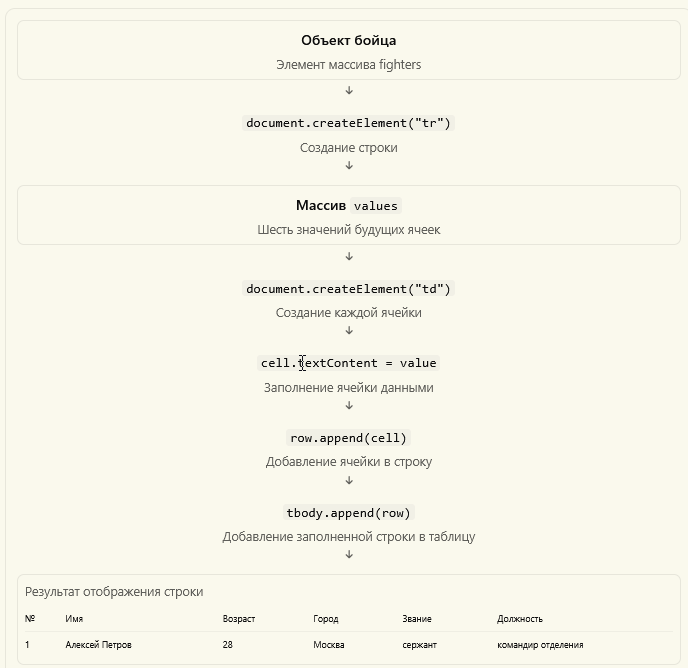 Объект бойца
Элемент массива fighters
↓
document.createElement("tr")
Создание строки
↓
Массив values
Шесть значений будущих ячеек
↓
document.createElement("td")
Создание каждой ячейки
↓
cell.textContent = value
Заполнение ячейки данными
↓
row.append(cell)
Добавление ячейки в строку
↓
tbody.append(row)
Добавление заполненной строки в таблицу
↓
Результат отображения строки
№ Имя Возраст Город Звание Должность
1 Алексей Петров 28 Москва сержант командир отделения